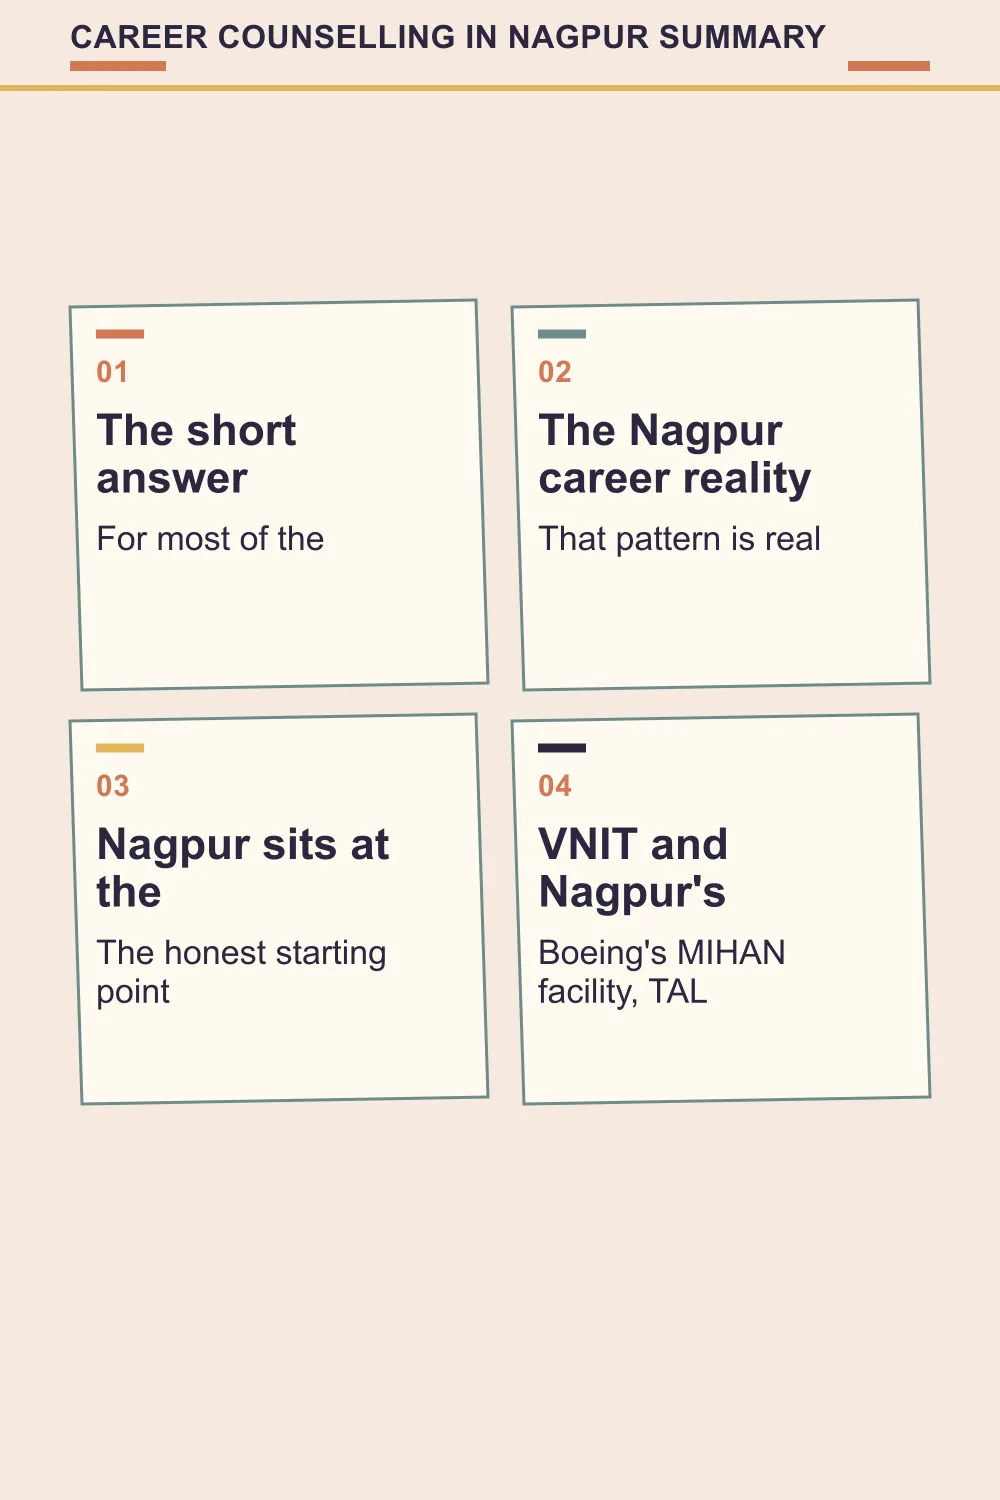 CAREER COUNSELLING IN NAGPUR SUMMARY
01
The short
answer
For most of the
02
The Nagpur
career reality
That pattern is real
03
Nagpur sits at
the
The honest starting
point
04
VNIT and
Nagpur's
Boeing's MIHAN
facility, TAL